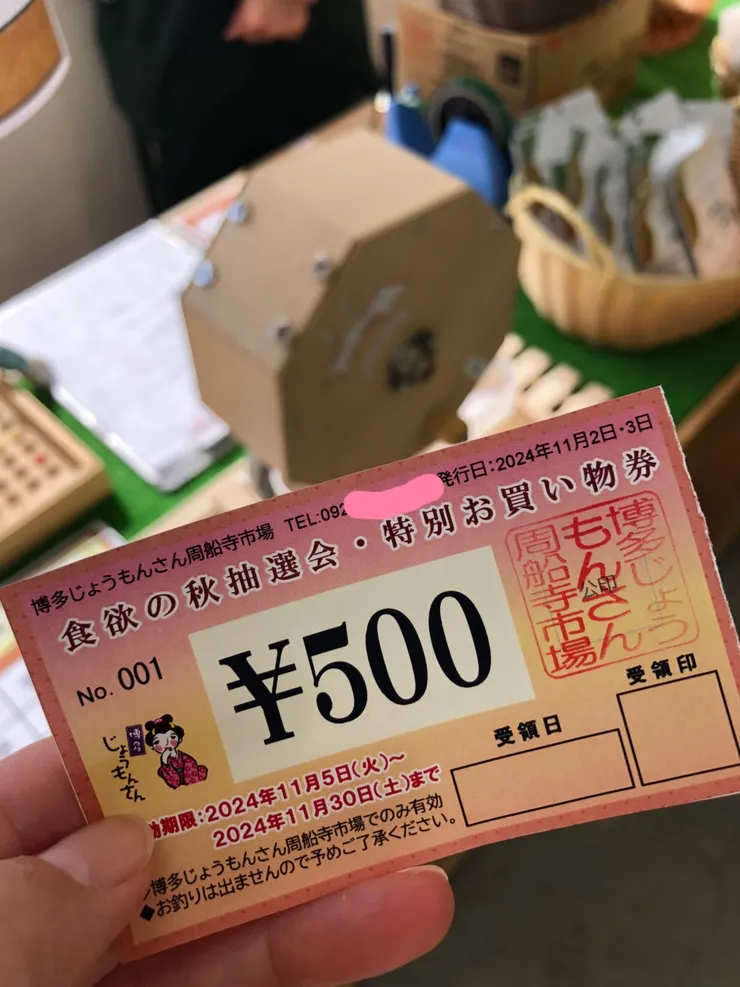 博多じょうもんさん周船寺市場 TEL:092 発行日:2024年11月2日・3日
食欲の秋抽選会・特別お買い物券
No. 001
¥500
博多じょう
もんさん
周船寺市場
公印
博多
じょうもんさん
効期限:2024年11月5日(火)~
2024年11月30日(土)まで
受領日
受領印
博多じょうもんさん周船寺市場でのみ有効
◆お釣りは出ませんので予めご了承ください。